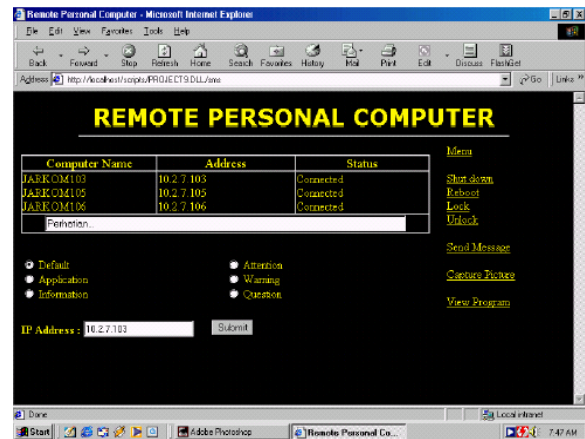 Remote Personal Computer - Microsoft Internet Explorer
File Edit View Favorites Tools Help
Back Forward Stop Refresh Home Search Favorites History Mail Print Edit Discuss FlashGet
Address http://localhost/scripts/PROJECT9.DLL/sms Go Links »
REMOTE PERSONAL COMPUTER
Computer Name Address Status
JARKOM103 10.2.7.103 Connected
JARKOM105 10.2.7.105 Connected
JARKOM106 10.2.7.106 Connected
Perhatian..
Menu
Shut down
Reboot
Lock
Unlock
Send Message
Capture Picture
View Program
Default Attention
Application Warning
Information Question
IP Address : 10.2.7.103 Submit
Done Local intranet
Start Adobe Photoshop Remote Personal Co... 7:47 AM